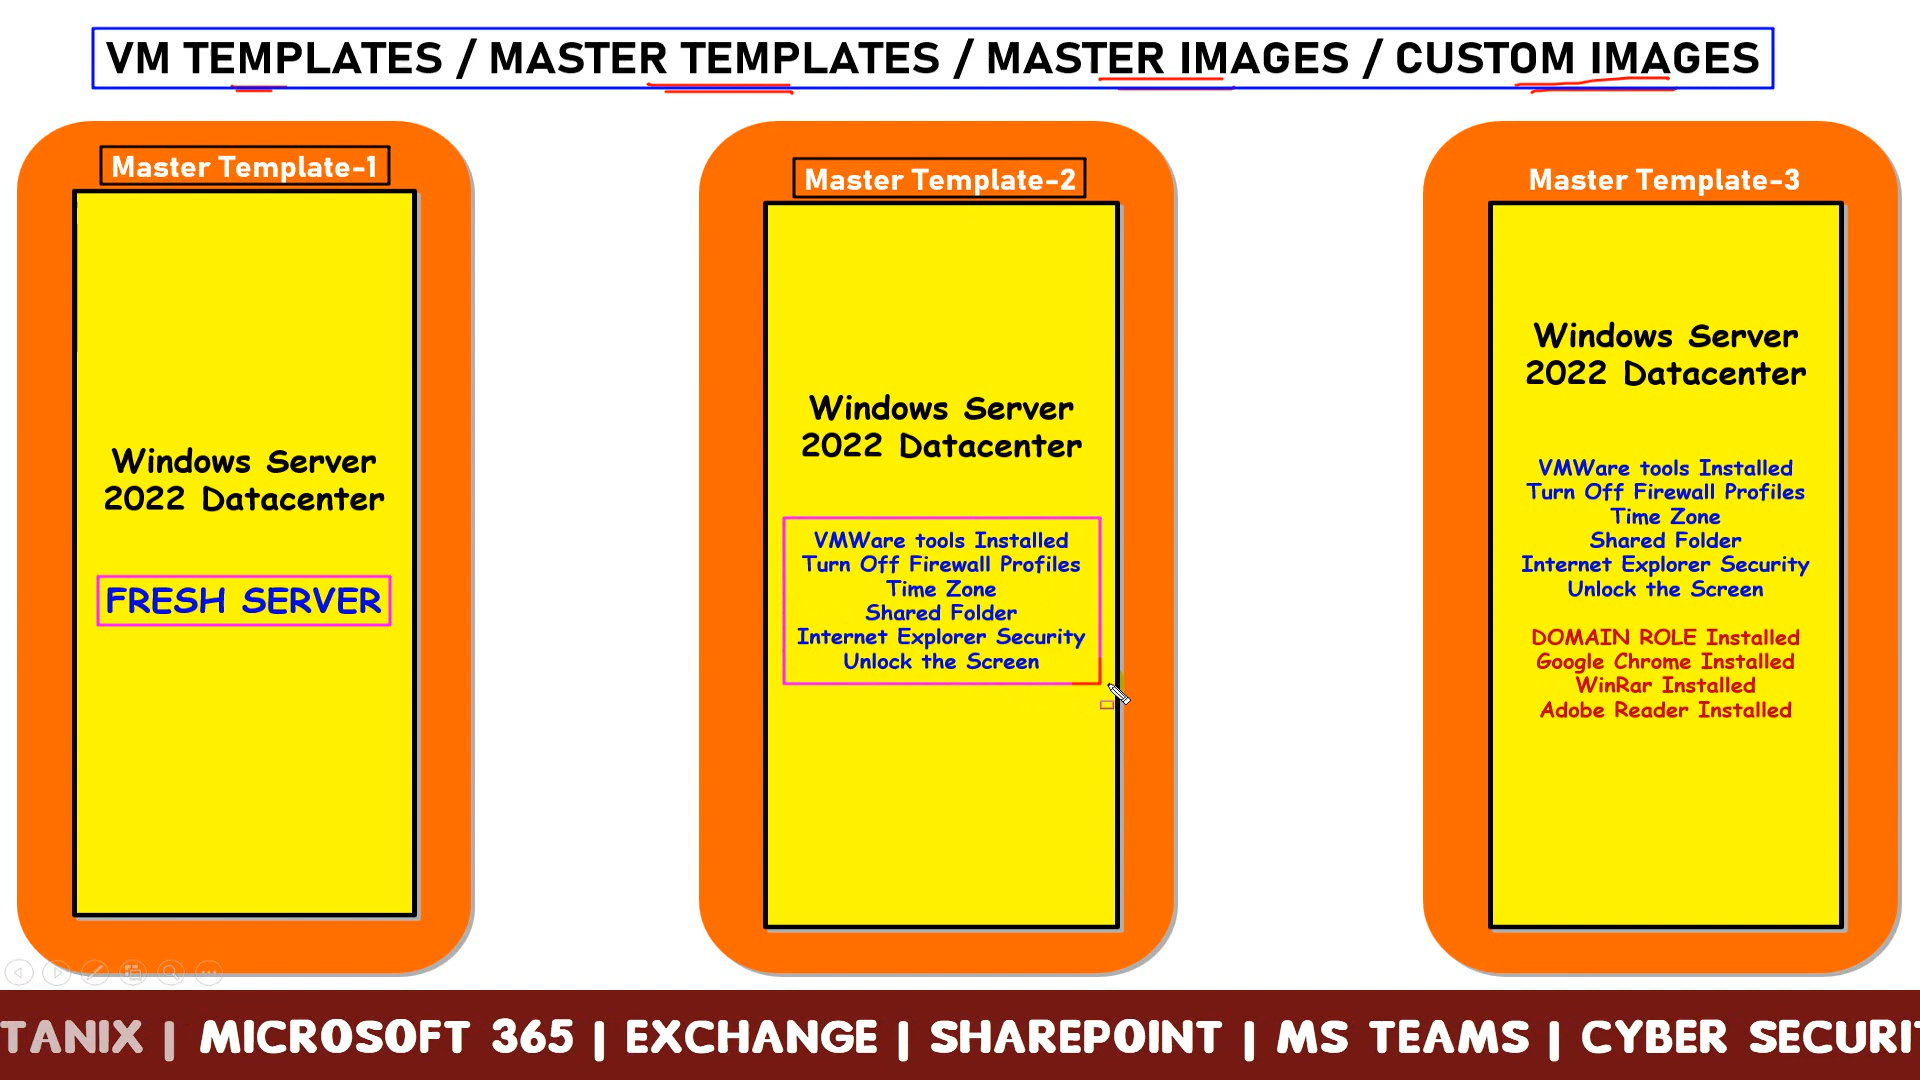 VM TEMPLATES / MASTER TEMPLATES / MASTER IMAGES / CUSTOM IMAGES
Master Template-1
Windows Server
2022 Datacenter
FRESH SERVER
Master Template-2
Windows Server
2022 Datacenter
VMWare tools Installed
Turn Off Firewall Profiles
Time Zone
Shared Folder
Internet Explorer Security
Unlock the Screen
Master Template-3
Windows Server
2022 Datacenter
VMWare tools Installed
Turn Off Firewall Profiles
Time Zone
Shared Folder
Internet Explorer Security
Unlock the Screen
DOMAIN ROLE Installed
Google Chrome Installed
WinRar Installed
Adobe Reader Installed
TANIX | MICROSOFT 365 | EXCHANGE | SHAREPOINT | MS TEAMS | CYBER SECURIT